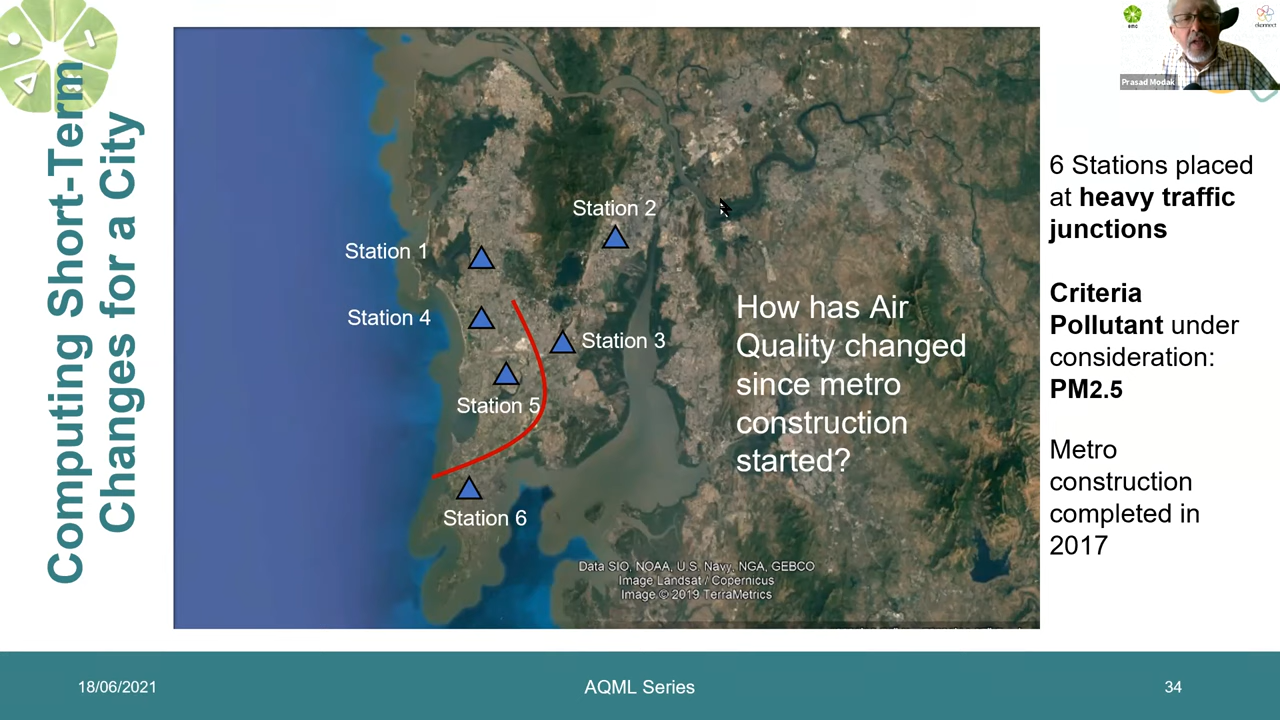 Computing Short-Term
Changes for a City
Station 1
Station 2
Station 3
Station 4
Station 5
Station 6
How has Air
Quality changed
since metro
construction
started?
Data SIO, NOAA, U.S. Navy, NGA, GEBCO
Image Landsat / Copernicus
Image © 2019 TerraMetrics
emc
ekonnect
Prasad Modak
6 Stations placed
at heavy traffic
junctions
Criteria
Pollutant under
consideration:
PM2.5
Metro
construction
completed in
2017
18/06/2021
AQML Series
34